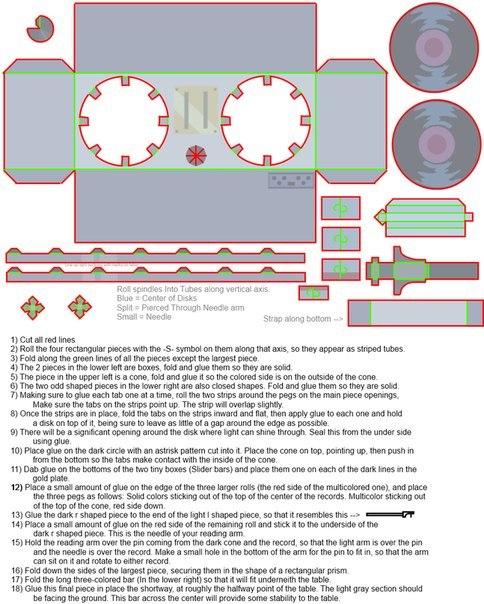 Roll spindles Into Tubes along vertical axis.
Blue = Center of Disks
Split = Pierced Through Needle arm
Small = Needle
Strap along bottom -->
1) Cut all red lines
2) Roll the four rectangular pieces with the -S- symbol on them along that axis, so they appear as striped tubes.
3) Fold along the green lines of all the pieces except the largest piece.
4) The 2 pieces in the lower left are boxes, fold and glue them so they are solid.
5) The piece in the upper left is a cone, fold and glue it so the colored side is on the outside of the cone.
6) The two odd shaped pieces in the lower right are also closed shapes. Fold and glue them so they are solid.
7) Making sure to glue each tab one at a time, roll the two strips around the pegs on the main piece openings,
Make sure the tabs on the strips point up. The strip will overlap slightly.
8) Once the strips are in place, fold the tabs on the strips inward and flat, then apply glue to each one and hold
a disk on top of it, being sure to leave as little of a gap around the edge as possible.
9) There will be a significant opening around the disk where light can shine through. Seal this from the under side
using glue.
10) Place glue on the dark circle with an astrisk pattern cut into it. Place the cone on top, pointing up, then push in
from the bottom so the tabs make contact with the inside of the cone.
11) Dab glue on the bottoms of the two tiny boxes (Slider bars) and place them one on each of the dark lines in the
gold plate.
12) Place a small amount of glue on the edge of the three larger rolls (the red side of the multicolored one), and place
the three pegs as follows: Solid colors sticking out of the top of the center of the records. Multicolor sticking out
of the top of the cone, red side down.
13) Glue the dark r shaped piece to the end of the light l shaped piece, so that it resembles this -->
14) Place a small amount of glue on the red side of the remaining roll and stick it to the underside of the
dark r shaped piece. This is the needle of your reading arm.
15) Hold the reading arm over the pin coming from the dark cone and the record, so that the light arm is over the pin
and the needle is over the record. Make a small hole in the bottom of the arm for the pin to fit in, so that the arm
can sit on it and rotate to either record.
16) Fold down the sides of the largest piece, securing them in the shape of a rectangular prism.
17) Fold the long three-colored bar (In the lower right) so that it will fit underneath the table.
18) Glue this final piece in place the shortway, at roughly the halfway point of the table. The light gray section should
be facing the ground. This bar across the center will provide some stability to the table.